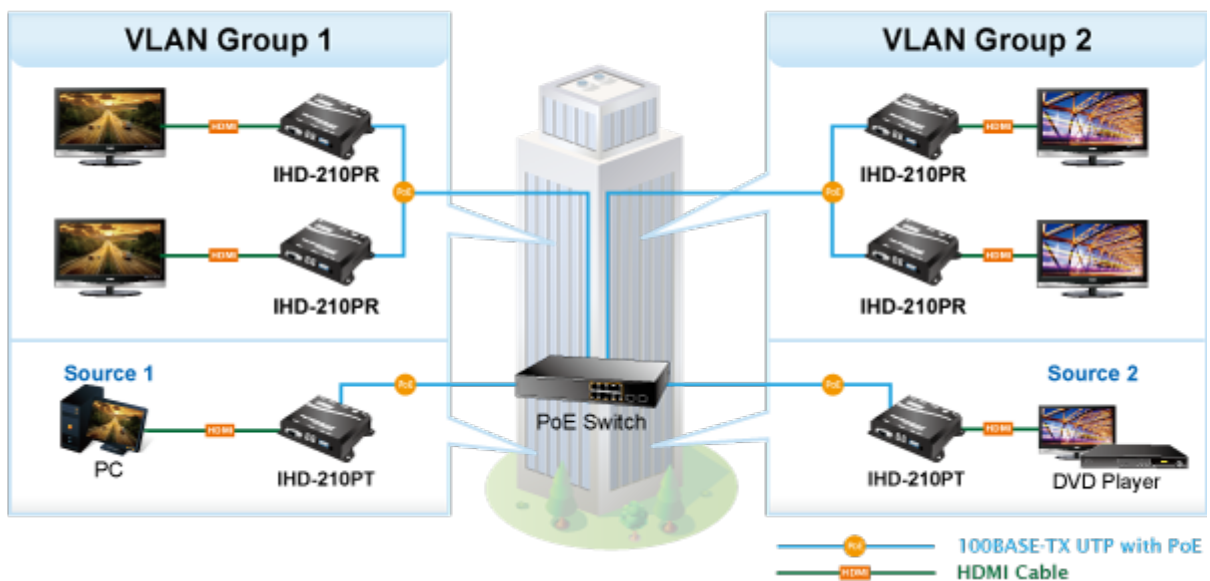 VLAN Group 1
HDMI
IHD-210PR
PoE
HDMI
IHD-210PR
Source 1
PC
HDMI
PoE
IHD-210PT
PoE Switch
VLAN Group 2
HDMI
IHD-210PR
PoE
HDMI
IHD-210PR
Source 2
PoE
HDMI
IHD-210PT
DVD Player
PoE 100BASE-TX UTP with PoE
HDMI HDMI Cable